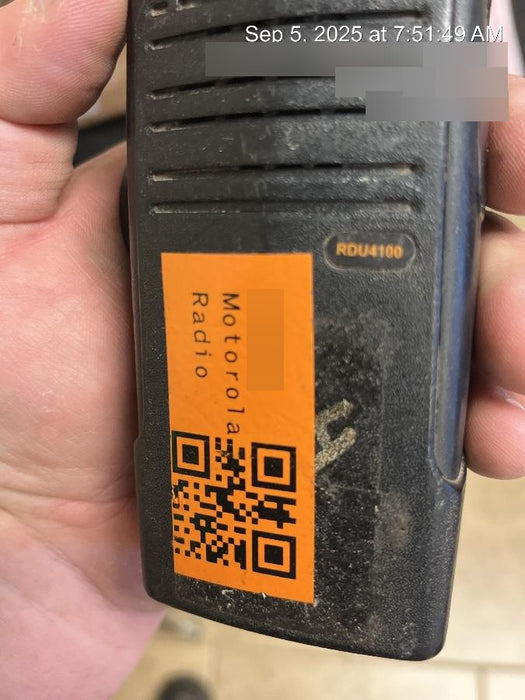 Sep 5, 2025 at 7:51:49 AM
RDU4100
Motorola
Radio